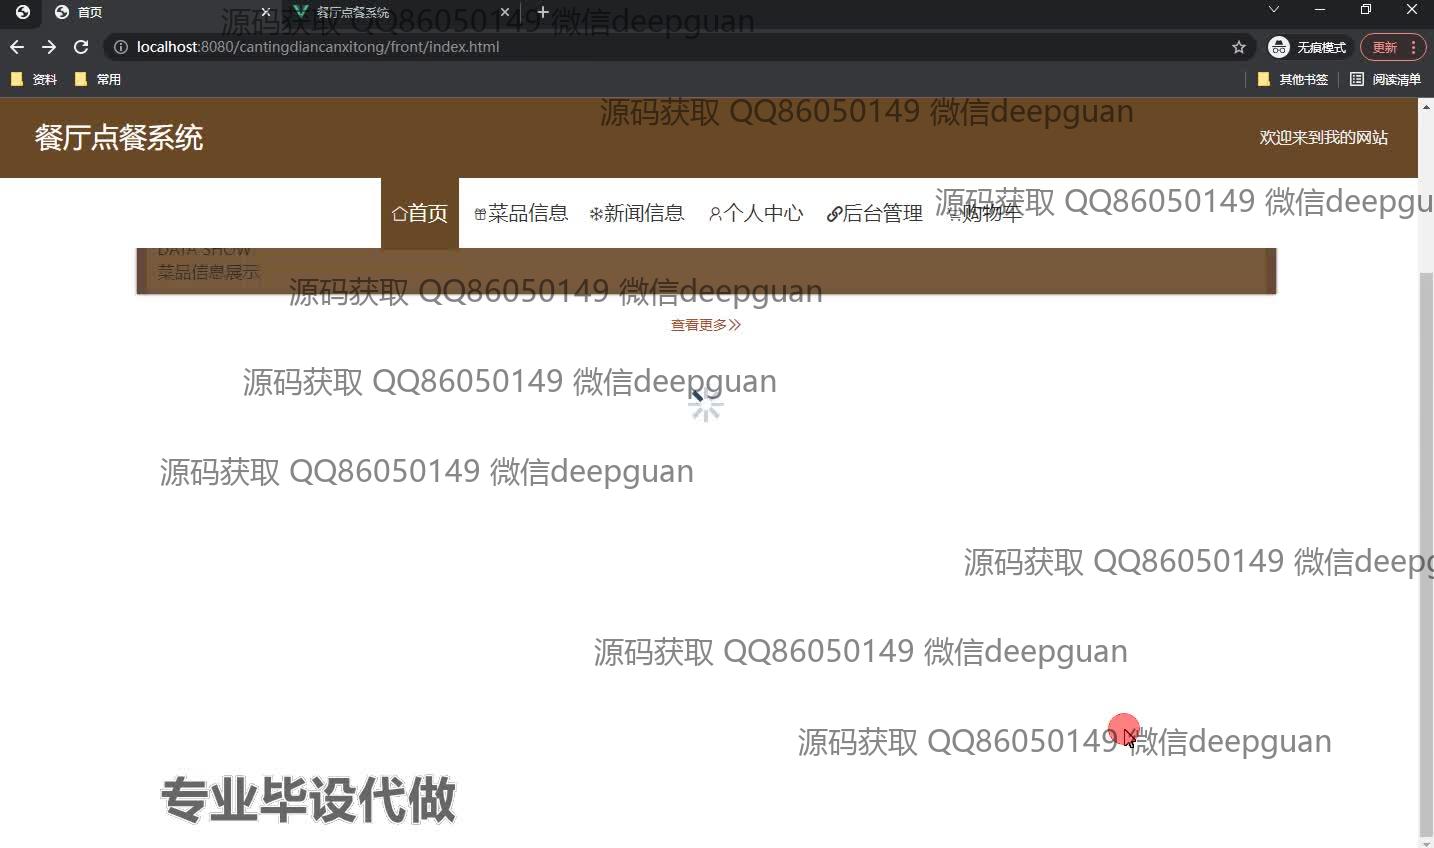 首页
餐厅点餐系统
源码获取 QQ86050149 微信deepguan
localhost:8080/cantingdiancanxitong/front/index.html
无痕模式
更新
资料
常用
其他书签
阅读清单
源码获取 QQ86050149 微信deepguan
餐厅点餐系统
欢迎来到我的网站
首页
菜品信息
新闻信息
个人中心
后台管理
购物车
源码获取 QQ86050149 微信deepgu
DATA SHOW
菜品信息展示
源码获取 QQ86050149 微信deepguan
查看更多
源码获取 QQ86050149 微信deepguan
源码获取 QQ86050149 微信deepguan
源码获取 QQ86050149 微信deepg
源码获取 QQ86050149 微信deepguan
源码获取 QQ86050149 微信deepguan
专业毕设代做